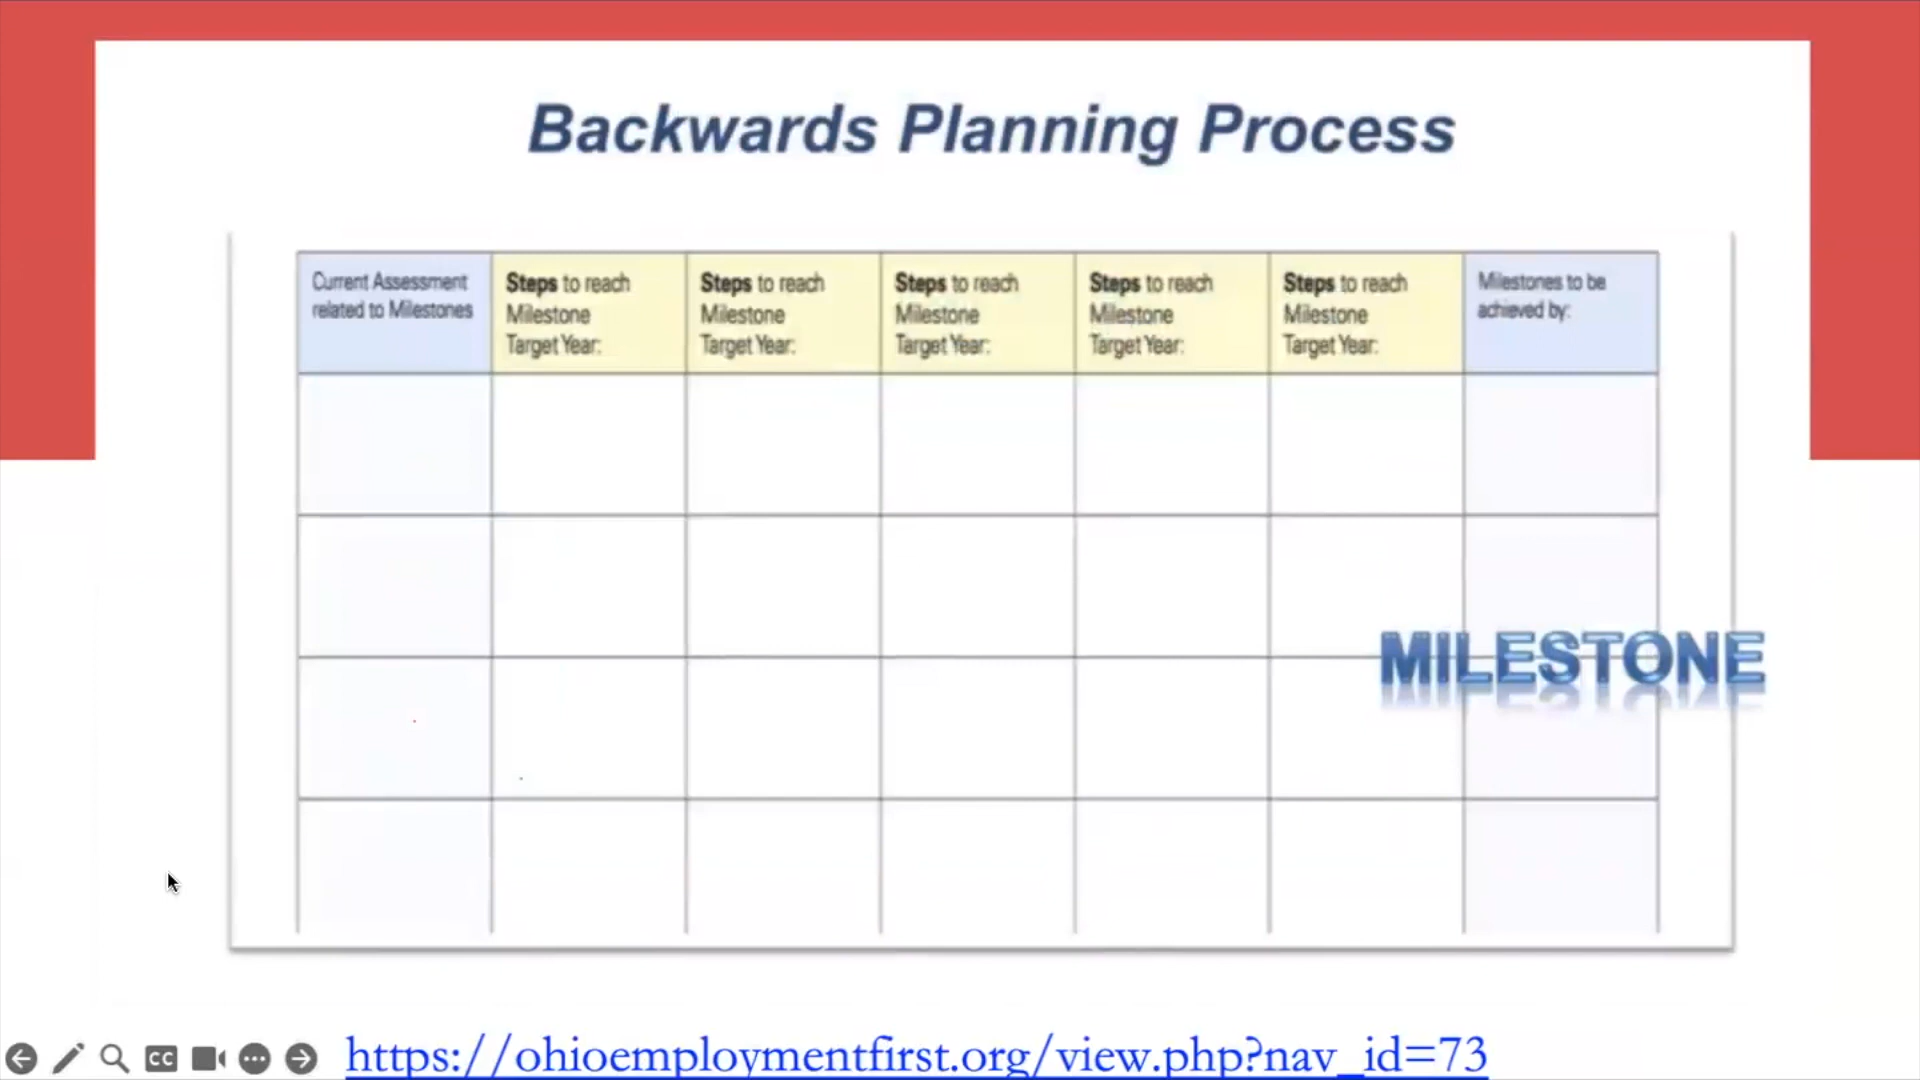 Backwards Planning Process
Current Assessment
related to Milestones
Steps to reach
Milestone
Target Year:
Steps to reach
Milestone
Target Year:
Steps to reach
Milestone
Target Year:
Steps to reach
Milestone
Target Year:
Steps to reach
Milestone
Target Year:
Milestones to be
achieved by:
MILESTONE
CC
https://ohioemploymentfirst.org/view.php?nav_id=73